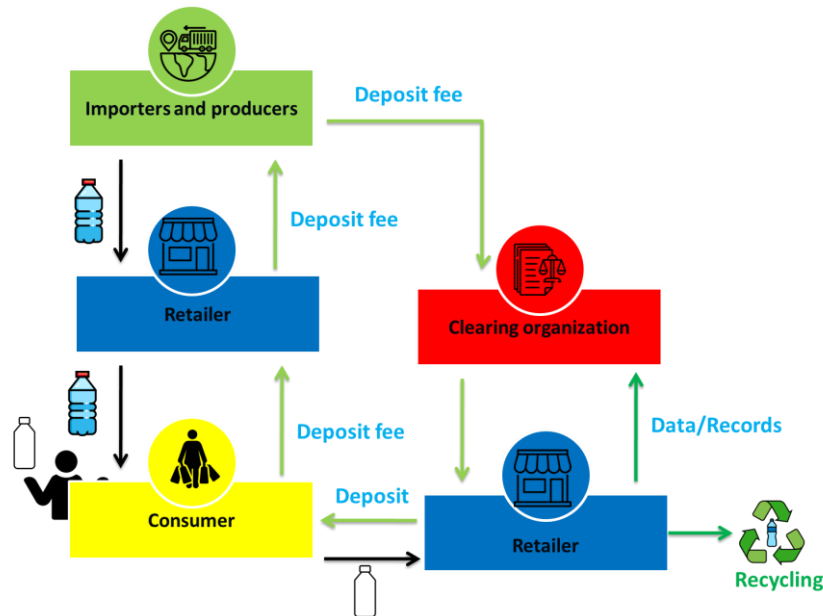 Deposit fee
Importers and producers
Deposit fee
Retailer
Clearing organization
Deposit fee
Data/Records
Deposit
Consumer
Retailer
Recycling